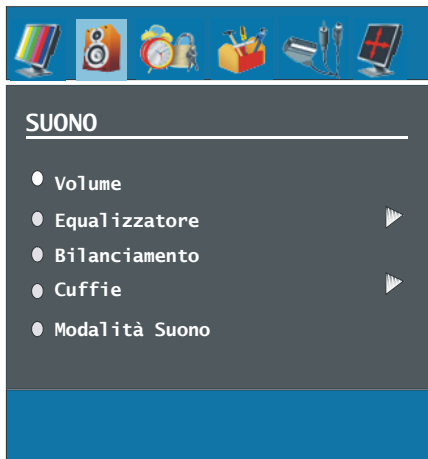 SUONO
Volume
Equalizzatore
Bilanciamento
Cuffie
Modalità Suono